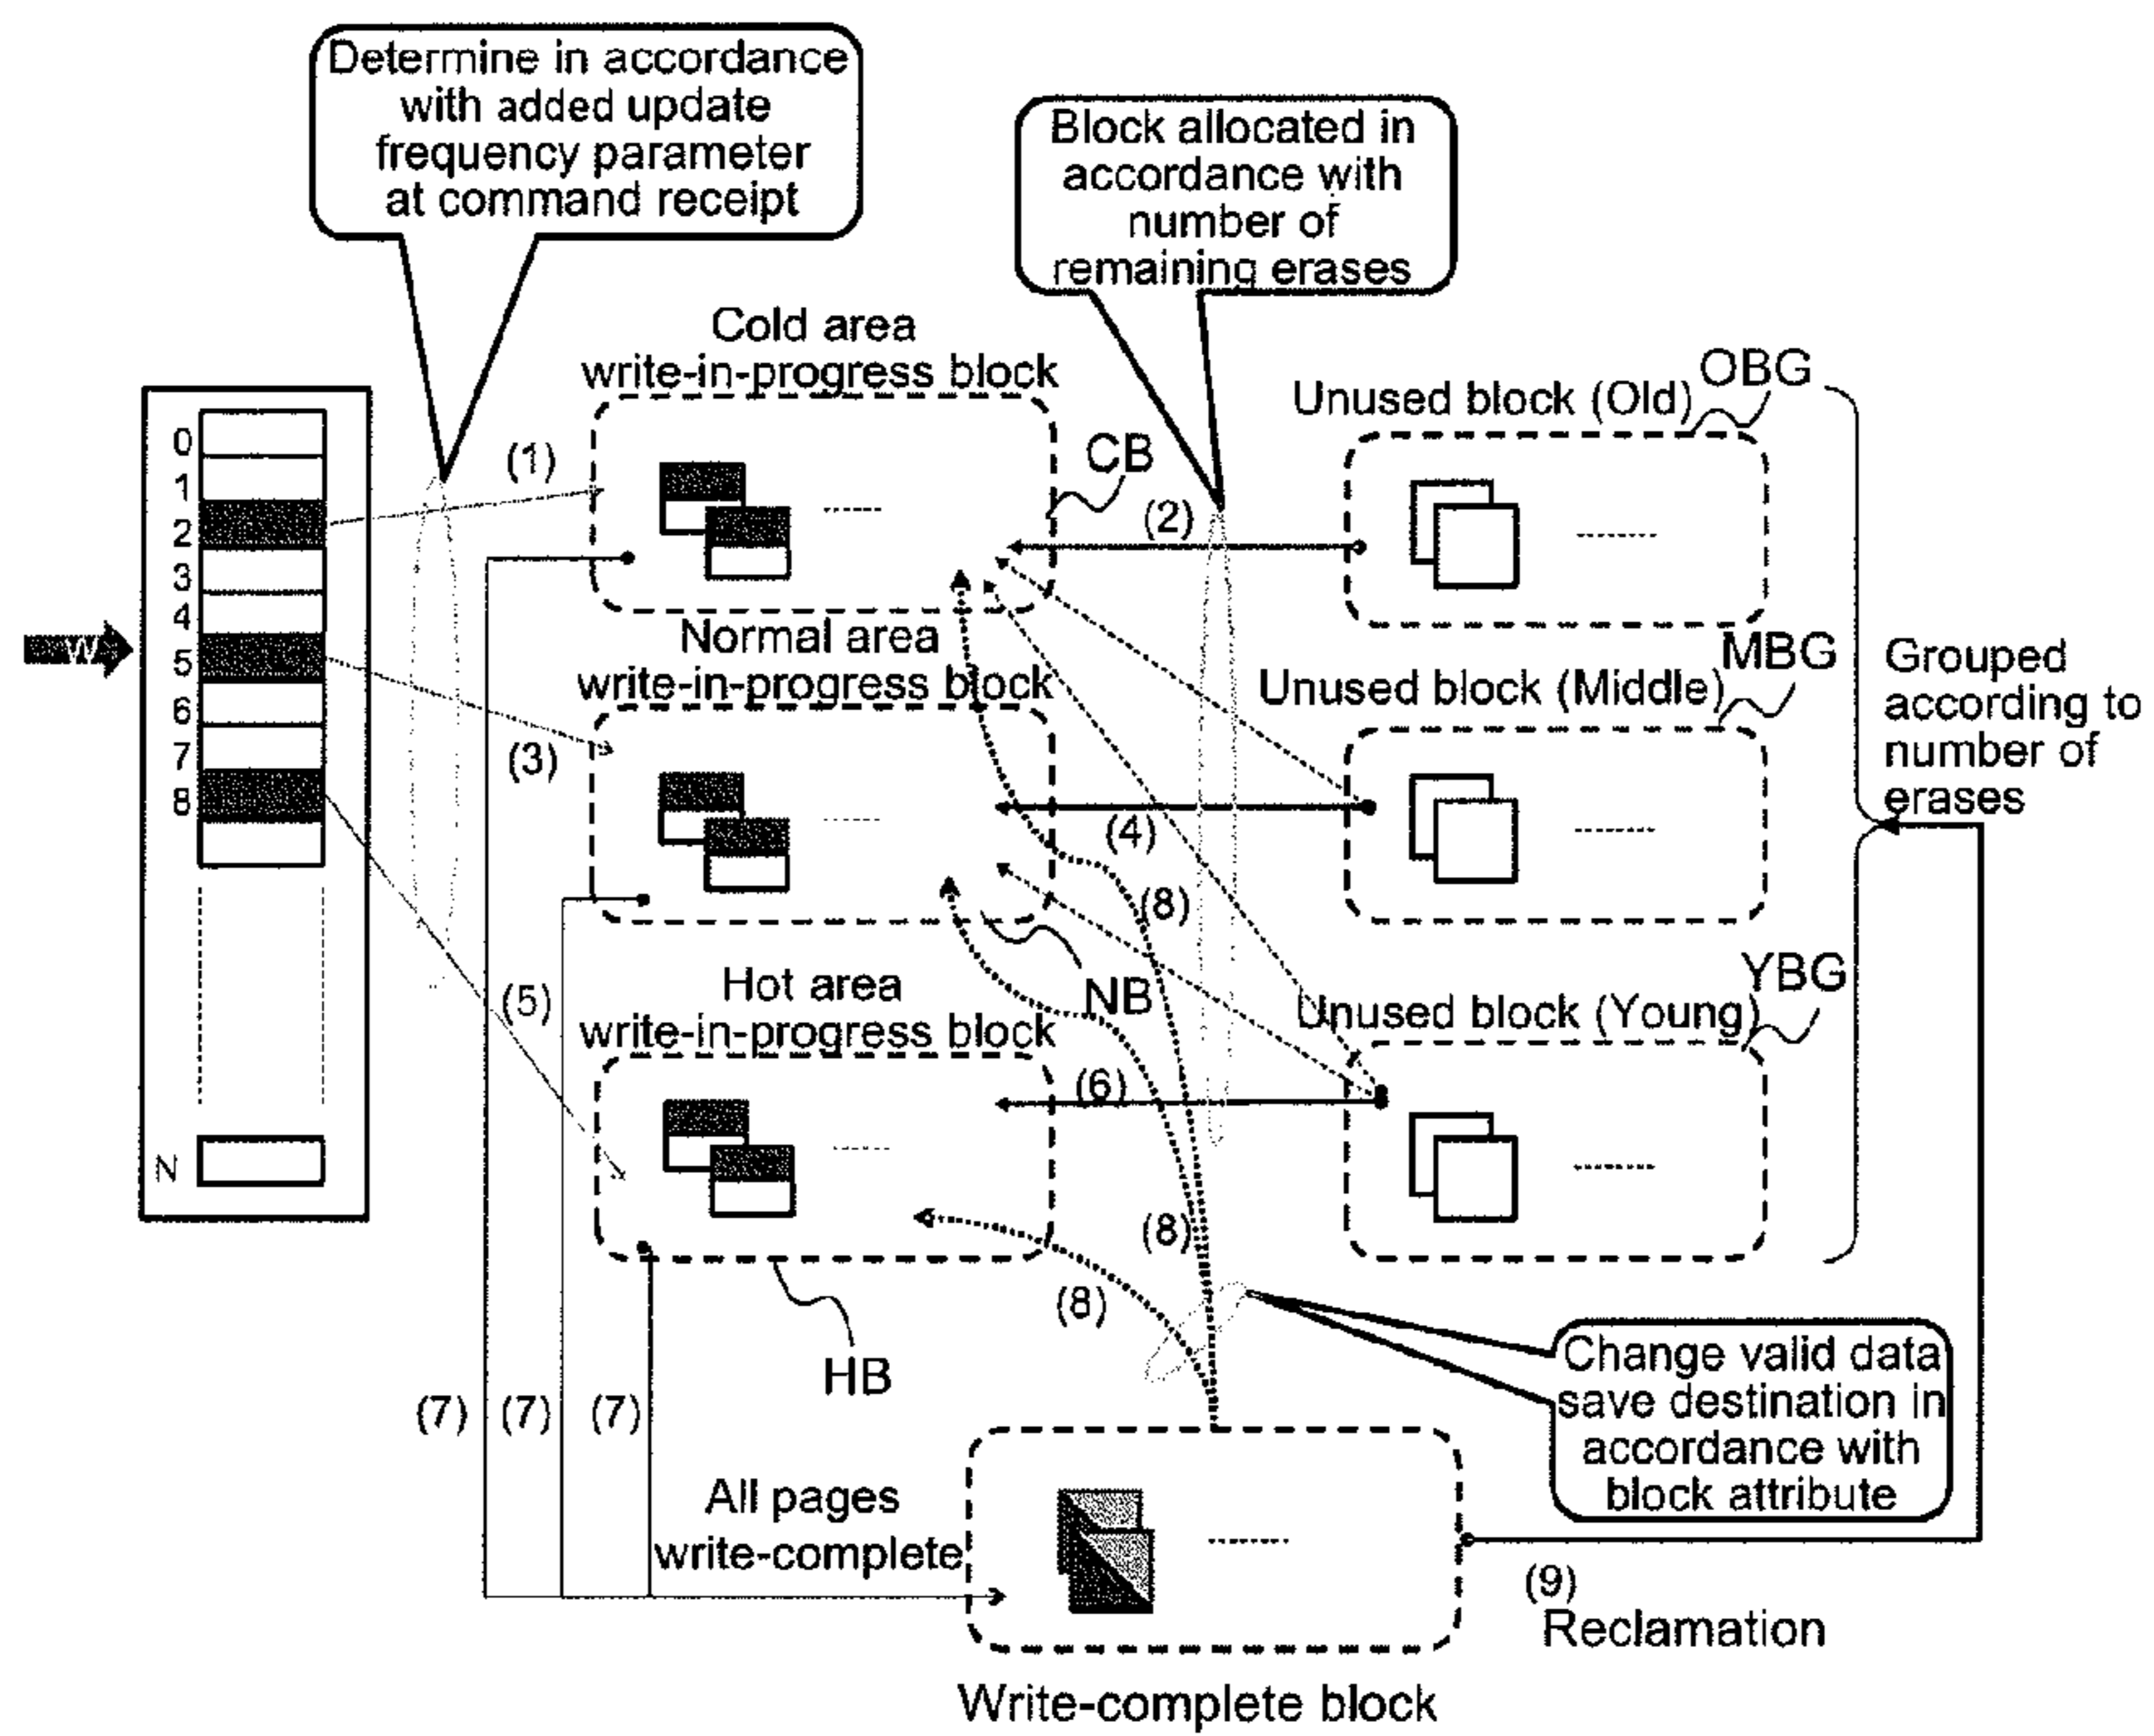 Determine in accordance
with added update
frequency parameter
at command receipt
Block allocated in
accordance with
number of
remaining erases
Cold area
write-in-progress block
CB
Unused block (Old)
OBG
0
1
2
3
4
5
6
7
8
N
W
(1)
(2)
Normal area
write-in-progress block
(3)
(4)
NB
Unused block (Middle)
MBG
Grouped
according to
number of
erases
(8)
Hot area
write-in-progress block
(5)
(6)
HB
Unused block (Young)
YBG
(8)
(8)
(7)
(7)
(7)
Change valid data
save destination in
accordance with
block attribute
All pages
write-complete
(9)
Reclamation
Write-complete block